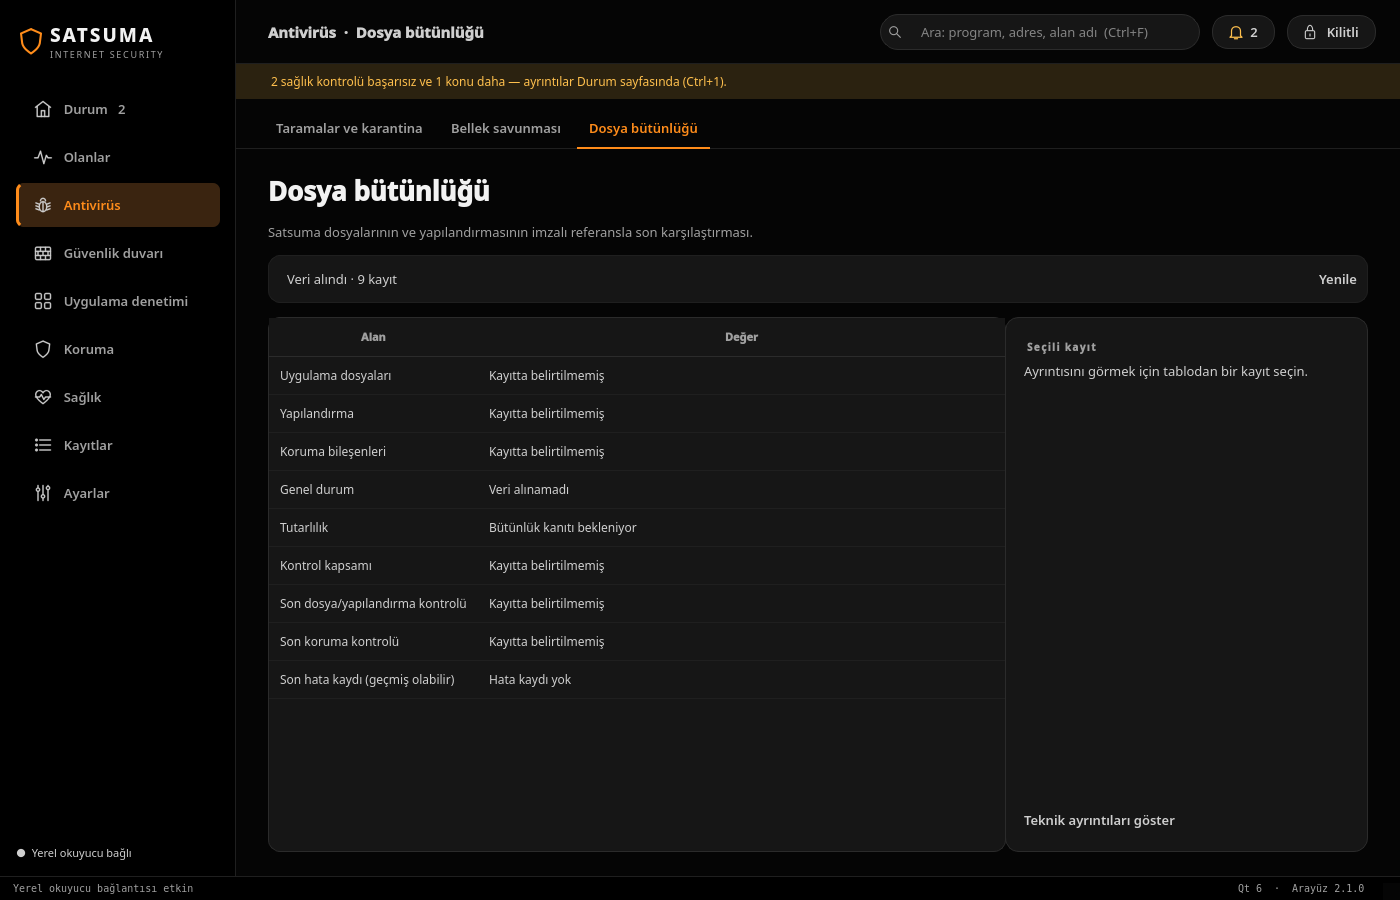 SATSUMA
INTERNET SECURITY
Durum 2
Olanlar
Antivirüs
Güvenlik duvarı
Uygulama denetimi
Koruma
Sağlık
Kayıtlar
Ayarlar
Yerel okuyucu bağlı
Antivirüs · Dosya bütünlüğü
Ara: program, adres, alan adı (Ctrl+F)
2
Kilitli
2 sağlık kontrolü başarısız ve 1 konu daha — ayrıntılar Durum sayfasında (Ctrl+1).
Taramalar ve karantina
Bellek savunması
Dosya bütünlüğü
Dosya bütünlüğü
Satsuma dosyalarının ve yapılandırmasının imzalı referansla son karşılaştırması.
Veri alındı · 9 kayıt
Yenile
Alan Değer
Uygulama dosyaları Kayıtta belirtilmemiş
Yapılandırma Kayıtta belirtilmemiş
Koruma bileşenleri Kayıtta belirtilmemiş
Genel durum Veri alınamadı
Tutarlılık Bütünlük kanıtı bekleniyor
Kontrol kapsamı Kayıtta belirtilmemiş
Son dosya/yapılandırma kontrolü Kayıtta belirtilmemiş
Son koruma kontrolü Kayıtta belirtilmemiş
Son hata kaydı (geçmiş olabilir) Hata kaydı yok
Seçili kayıt
Ayrıntısını görmek için tablodan bir kayıt seçin.
Teknik ayrıntıları göster
Yerel okuyucu bağlantısı etkin
Qt 6 · Arayüz 2.1.0